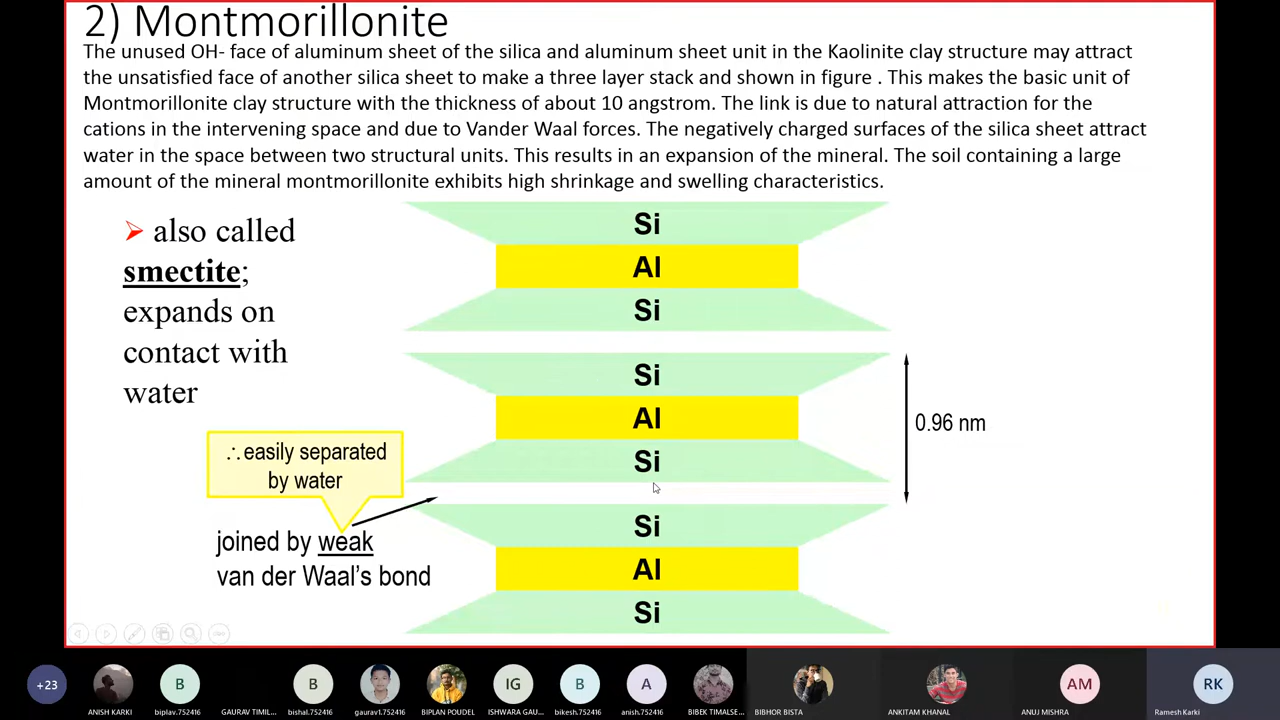 2) Montmorillonite
The unused OH- face of aluminum sheet of the silica and aluminum sheet unit in the Kaolinite clay structure may attract
the unsatisfied face of another silica sheet to make a three layer stack and shown in figure . This makes the basic unit of
Montmorillonite clay structure with the thickness of about 10 angstrom. The link is due to natural attraction for the
cations in the intervening space and due to Vander Waal forces. The negatively charged surfaces of the silica sheet attract
water in the space between two structural units. This results in an expansion of the mineral. The soil containing a large
amount of the mineral montmorillonite exhibits high shrinkage and swelling characteristics.
also called
smectite;
expands on
contact with
water
Si
Al
Si
Si
Al
Si
0.96 nm
∴easily separated
by water
joined by weak
van der Waal's bond
Si
Al
Si
+23
B
B
IG
B
A
AM
RK
ANISH KARKI
biplav.752416
GAURAV TIMIL...
bishal.752416
gaurav1.752416
BIPLAN POUDEL
ISHWARA GAU...
bikesh.752416
anish.752416
BIBEK TIMALSE...
BIBHOR BISTA
ANKITAM KHANAL
ANUJ MISHRA
Ramesh Karki